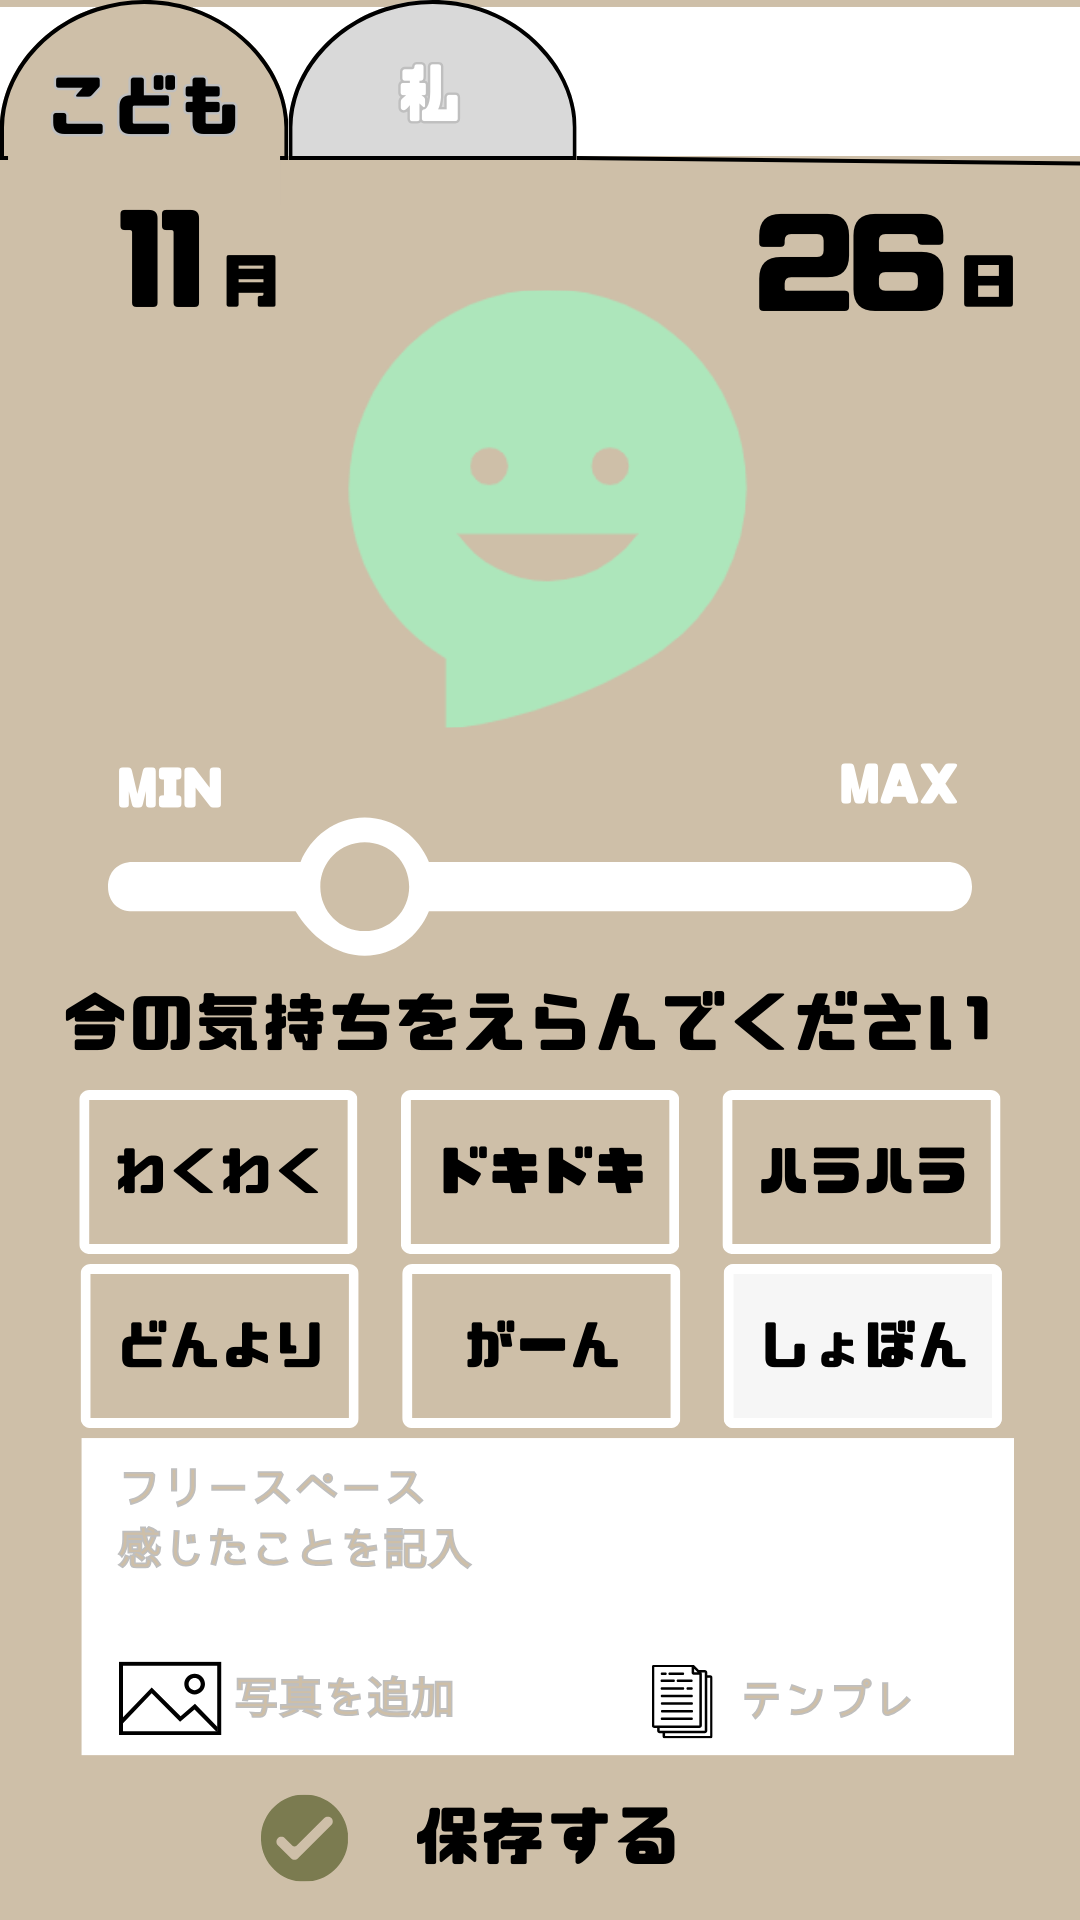 こども 私
11月 26日
MIN MAX
今の気持ちをえらんでください
わくわく ドキドキ ハラハラ
どんより がーん しょぼん
フリースペース
感じたことを記入
写真を追加 テンプレ
保存する